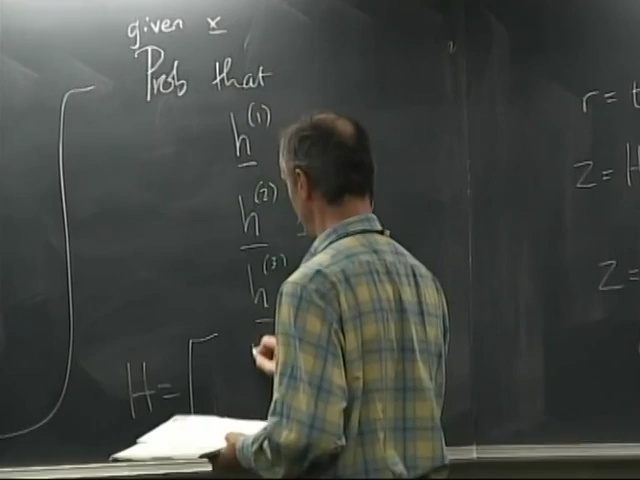 given x
Prob that
h(1)
h(2)
h(3)
H = [
r = t
z = H
z =